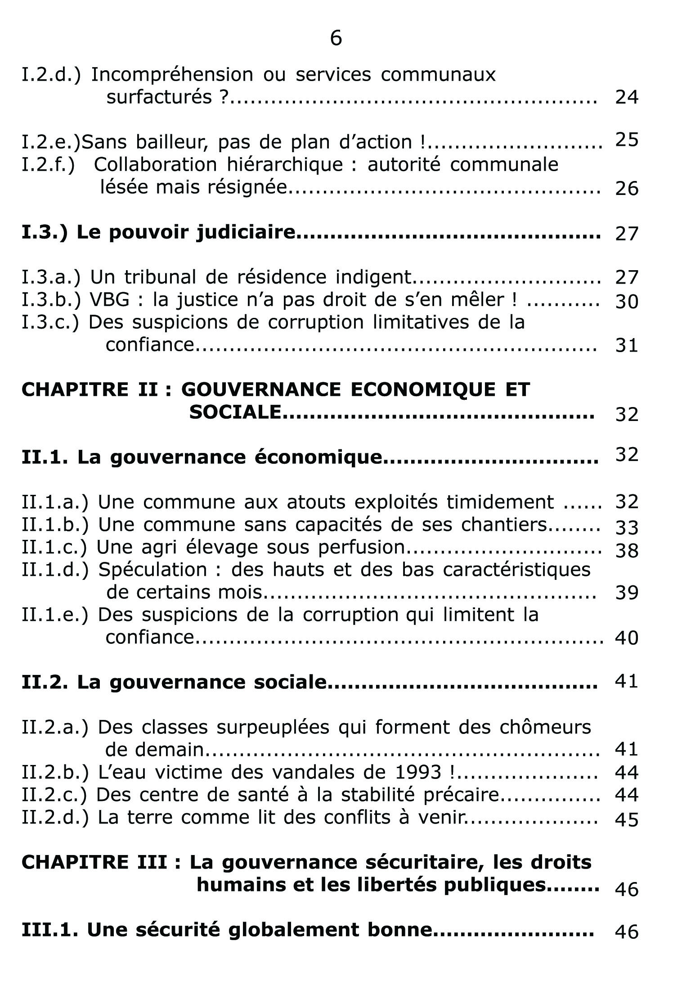 6
I.2.d.) Incompréhension ou services communaux
surfacturés ?...................................................... 24
I.2.e.)Sans bailleur, pas de plan d’action !.......................... 25
I.2.f.) Collaboration hiérarchique : autorité communale
lésée mais résignée.............................................. 26
I.3.) Le pouvoir judiciaire............................................. 27
I.3.a.) Un tribunal de résidence indigent............................ 27
I.3.b.) VBG : la justice n’a pas droit de s’en mêler ! ........... 30
I.3.c.) Des suspicions de corruption limitatives de la
confiance........................................................... 31
CHAPITRE II : GOUVERNANCE ECONOMIQUE ET
SOCIALE.............................................. 32
II.1. La gouvernance économique................................ 32
II.1.a.) Une commune aux atouts exploités timidement ...... 32
II.1.b.) Une commune sans capacités de ses chantiers........ 33
II.1.c.) Une agri élevage sous perfusion............................. 38
II.1.d.) Spéculation : des hauts et des bas caractéristiques
de certains mois................................................. 39
II.1.e.) Des suspicions de la corruption qui limitent la
confiance............................................................ 40
II.2. La gouvernance sociale........................................ 41
II.2.a.) Des classes surpeuplées qui forment des chômeurs
de demain.......................................................... 41
II.2.b.) L’eau victime des vandales de 1993 !..................... 44
II.2.c.) Des centre de santé à la stabilité précaire............... 44
II.2.d.) La terre comme lit des conflits à venir.................... 45
CHAPITRE III : La gouvernance sécuritaire, les droits
humains et les libertés publiques........ 46
III.1. Une sécurité globalement bonne........................ 46